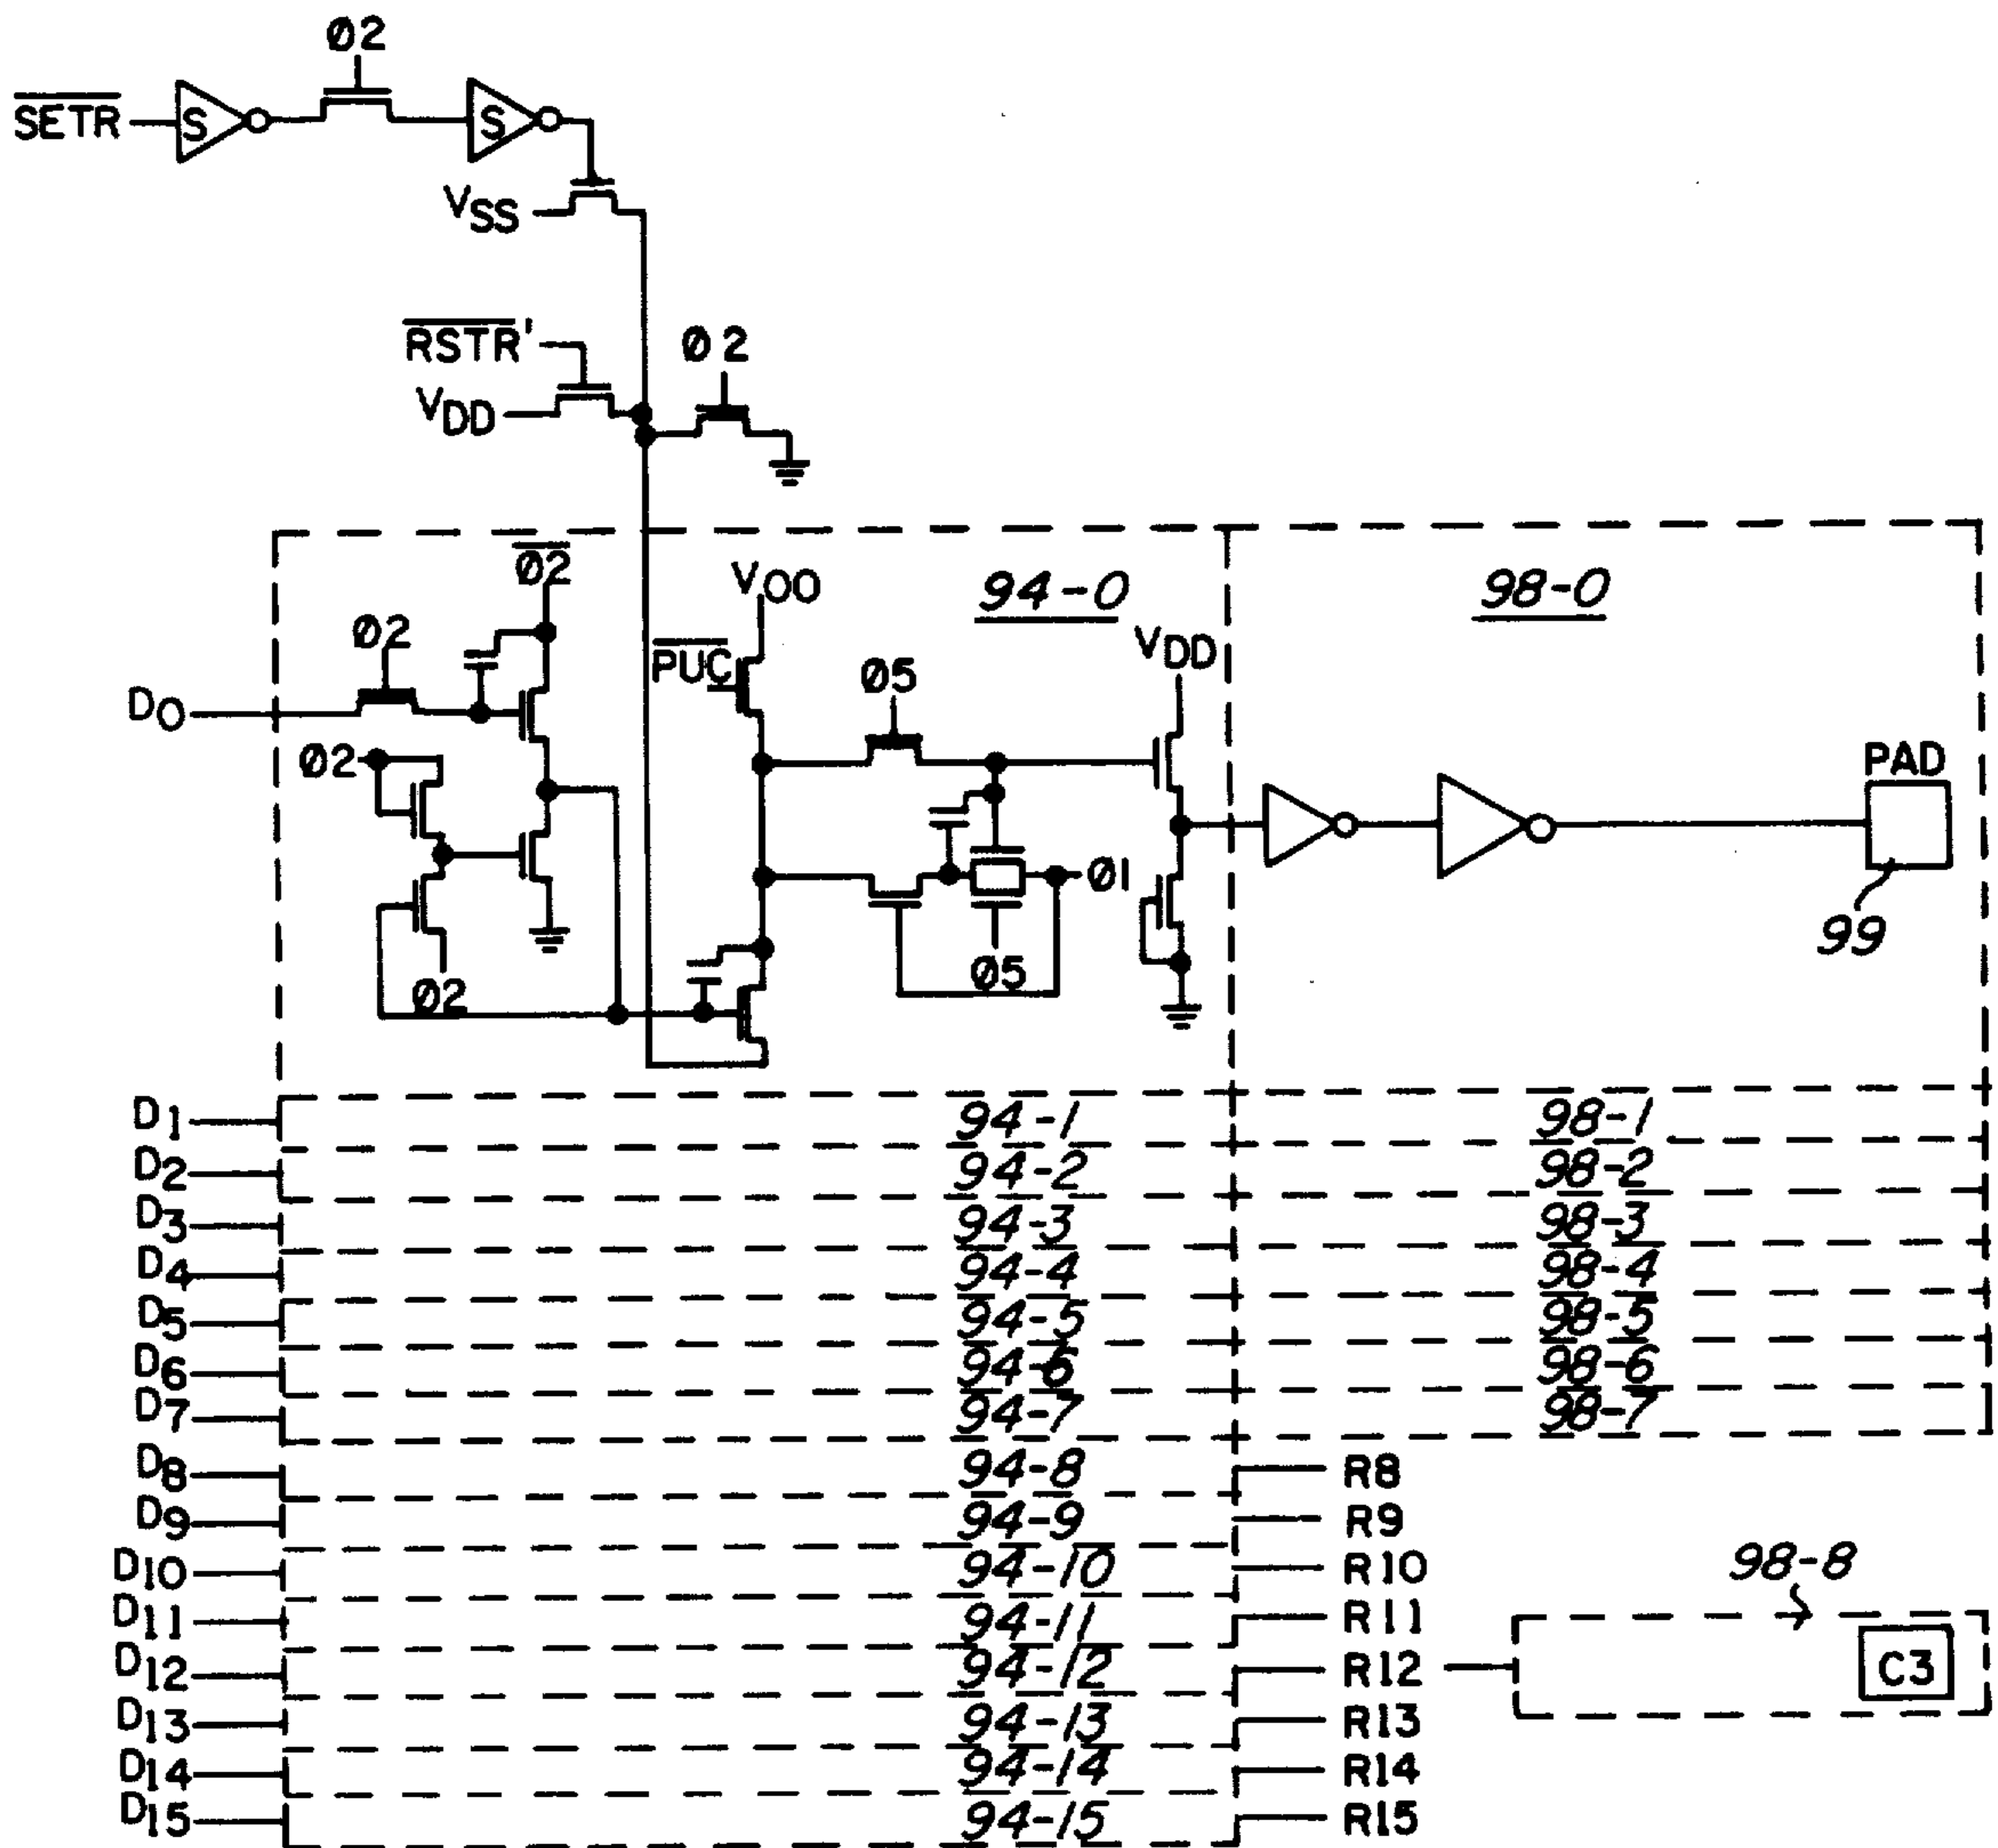 Ø2
S̅E̅T̅R̅ S S
VSS
R̅S̅T̅R̅' Ø2
VDD
Ø̅2̅ VOO 94-0 98-0
Ø2 P̅U̅C̅ Ø5 VDD
DO
Ø2 PAD
Ø1
99
Ø2 Ø5
D1 94-1 98-1
D2 94-2 98-2
D3 94-3 98-3
D4 94-4 98-4
D5 94-5 98-5
D6 94-6 98-6
D7 94-7 98-7
D8 94-8 R8
D9 94-9 R9
D10 94-10 R10 98-8
D11 94-11 R11
D12 94-12 R12 C3
D13 94-13 R13
D14 94-14 R14
D15 94-15 R15